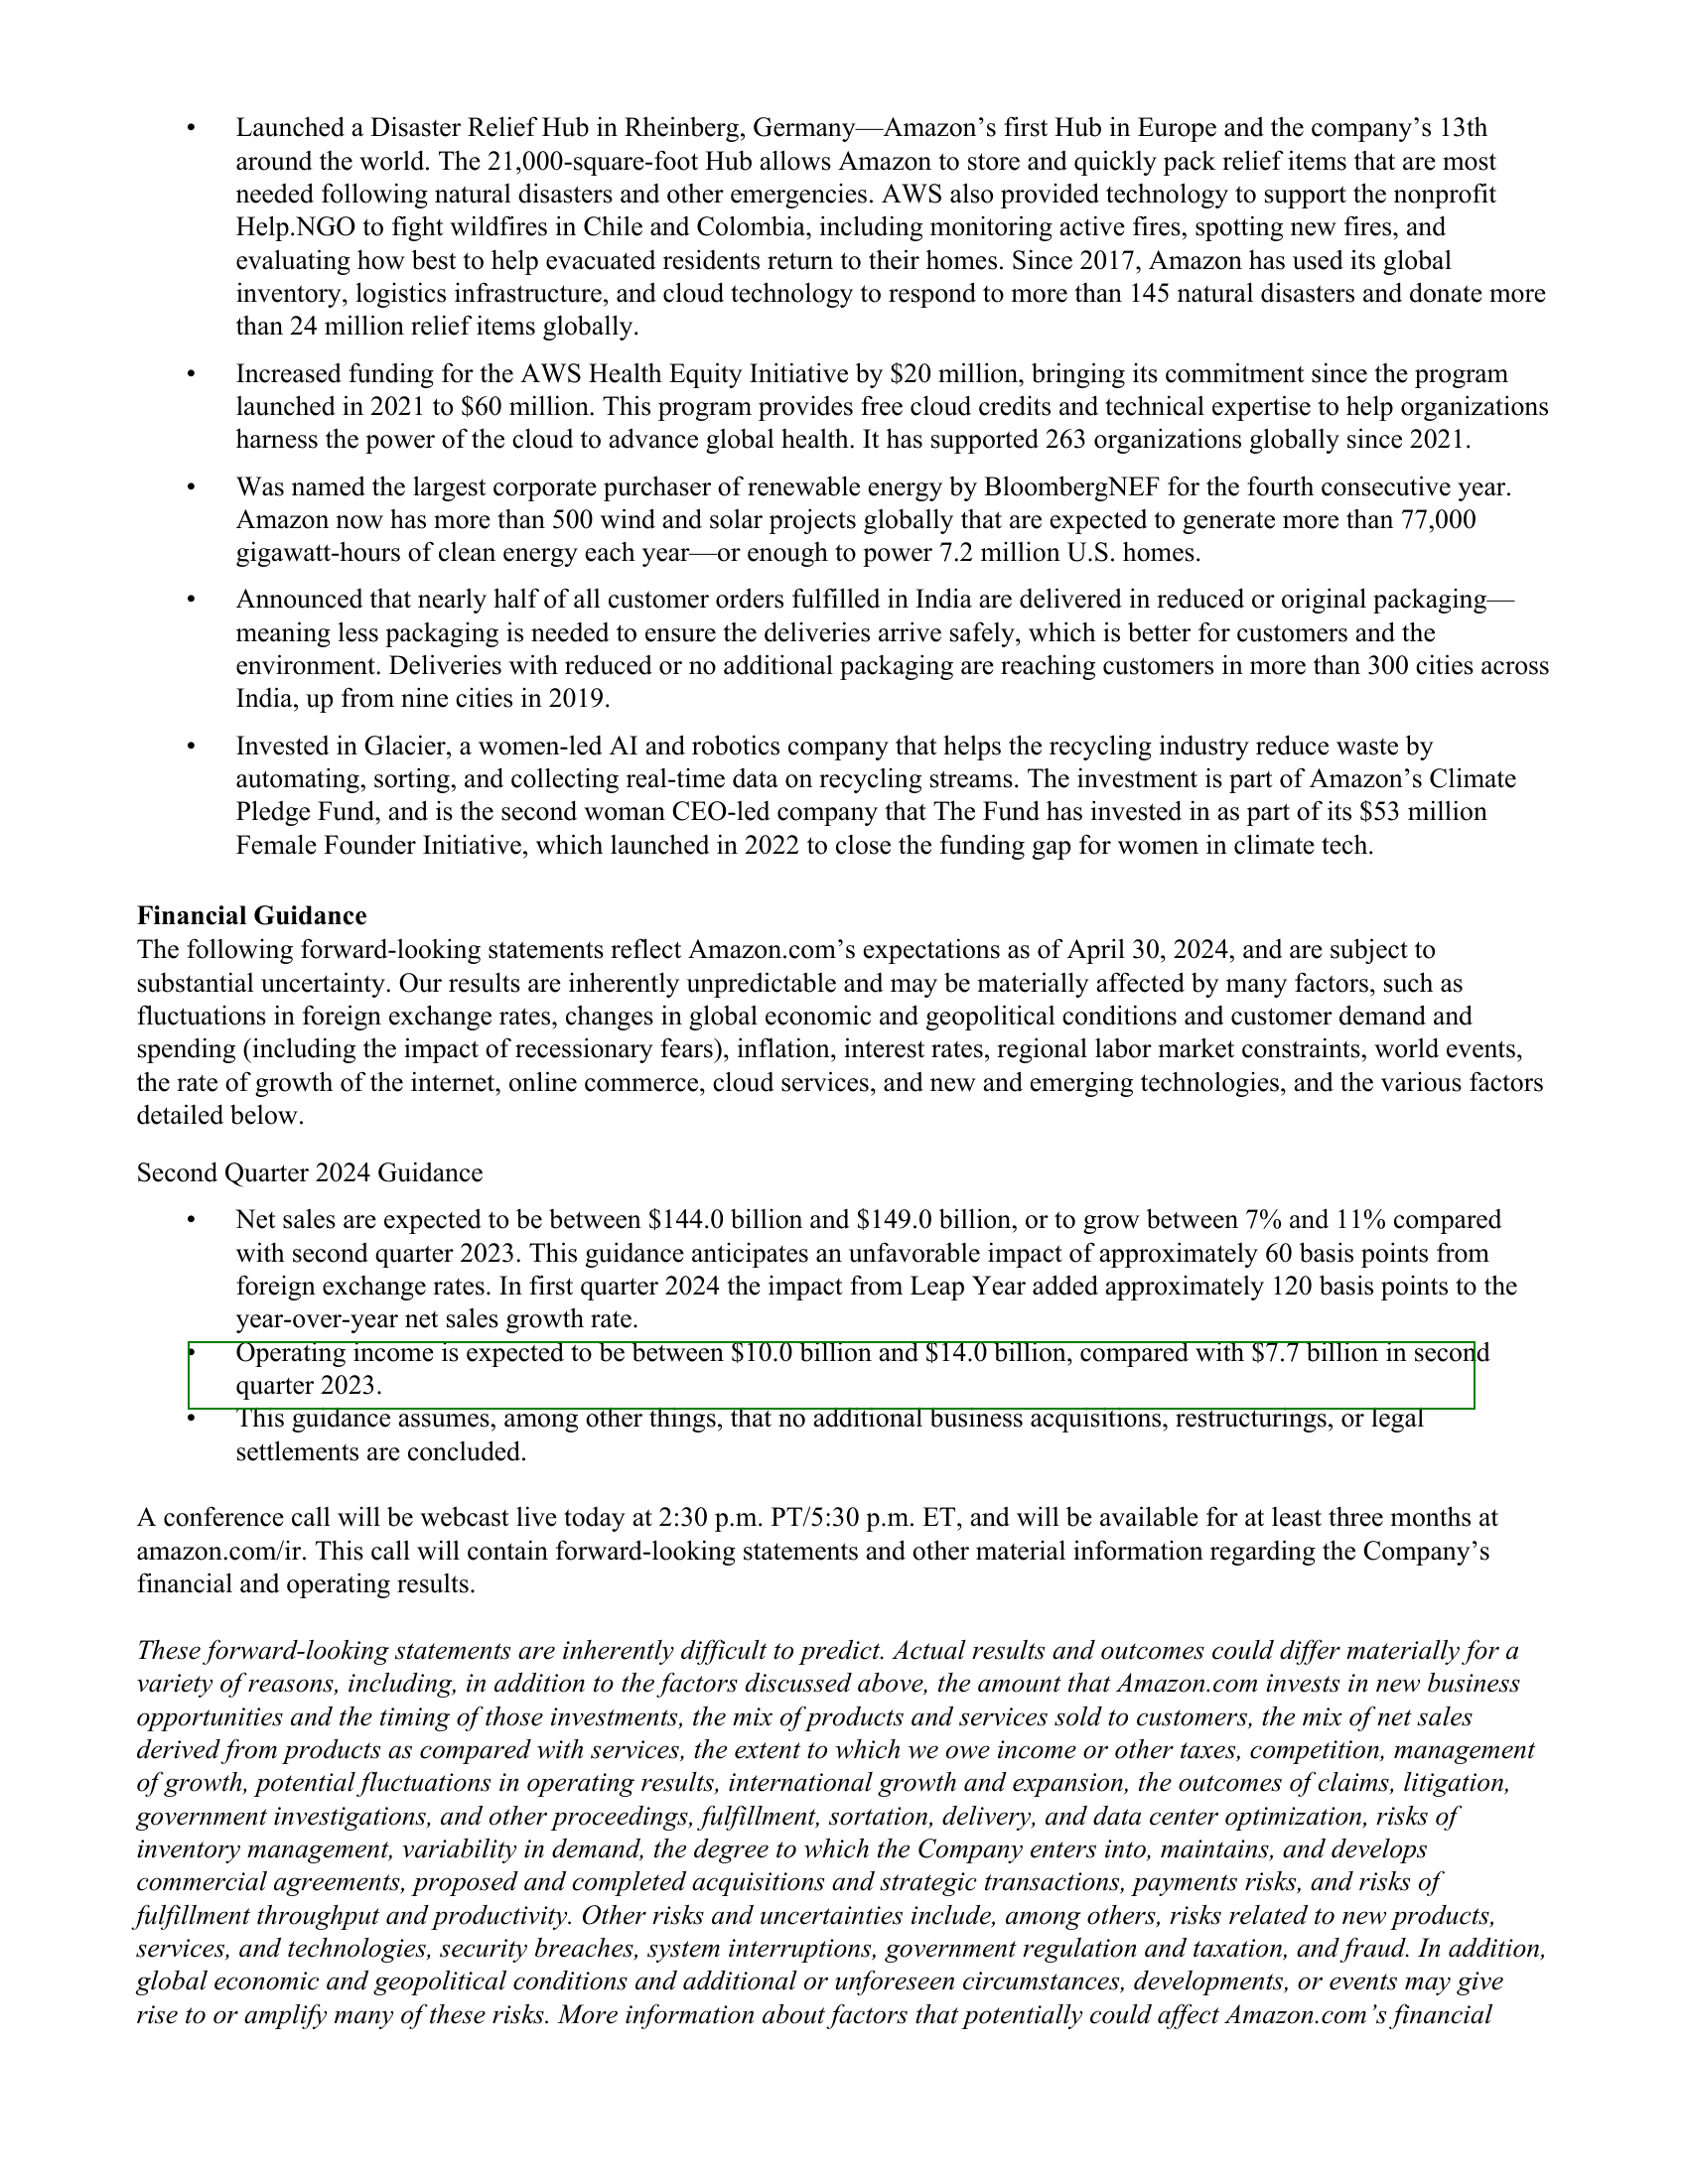 • Launched a Disaster Relief Hub in Rheinberg, Germany—Amazon’s first Hub in Europe and the company’s 13th
around the world. The 21,000-square-foot Hub allows Amazon to store and quickly pack relief items that are most
needed following natural disasters and other emergencies. AWS also provided technology to support the nonprofit
Help.NGO to fight wildfires in Chile and Colombia, including monitoring active fires, spotting new fires, and
evaluating how best to help evacuated residents return to their homes. Since 2017, Amazon has used its global
inventory, logistics infrastructure, and cloud technology to respond to more than 145 natural disasters and donate more
than 24 million relief items globally.
• Increased funding for the AWS Health Equity Initiative by $20 million, bringing its commitment since the program
launched in 2021 to $60 million. This program provides free cloud credits and technical expertise to help organizations
harness the power of the cloud to advance global health. It has supported 263 organizations globally since 2021.
• Was named the largest corporate purchaser of renewable energy by BloombergNEF for the fourth consecutive year.
Amazon now has more than 500 wind and solar projects globally that are expected to generate more than 77,000
gigawatt-hours of clean energy each year—or enough to power 7.2 million U.S. homes.
• Announced that nearly half of all customer orders fulfilled in India are delivered in reduced or original packaging—
meaning less packaging is needed to ensure the deliveries arrive safely, which is better for customers and the
environment. Deliveries with reduced or no additional packaging are reaching customers in more than 300 cities across
India, up from nine cities in 2019.
• Invested in Glacier, a women-led AI and robotics company that helps the recycling industry reduce waste by
automating, sorting, and collecting real-time data on recycling streams. The investment is part of Amazon’s Climate
Pledge Fund, and is the second woman CEO-led company that The Fund has invested in as part of its $53 million
Female Founder Initiative, which launched in 2022 to close the funding gap for women in climate tech.
Financial Guidance
The following forward-looking statements reflect Amazon.com’s expectations as of April 30, 2024, and are subject to
substantial uncertainty. Our results are inherently unpredictable and may be materially affected by many factors, such as
fluctuations in foreign exchange rates, changes in global economic and geopolitical conditions and customer demand and
spending (including the impact of recessionary fears), inflation, interest rates, regional labor market constraints, world events,
the rate of growth of the internet, online commerce, cloud services, and new and emerging technologies, and the various factors
detailed below.
Second Quarter 2024 Guidance
• Net sales are expected to be between $144.0 billion and $149.0 billion, or to grow between 7% and 11% compared
with second quarter 2023. This guidance anticipates an unfavorable impact of approximately 60 basis points from
foreign exchange rates. In first quarter 2024 the impact from Leap Year added approximately 120 basis points to the
year-over-year net sales growth rate.
• Operating income is expected to be between $10.0 billion and $14.0 billion, compared with $7.7 billion in second
quarter 2023.
• This guidance assumes, among other things, that no additional business acquisitions, restructurings, or legal
settlements are concluded.
A conference call will be webcast live today at 2:30 p.m. PT/5:30 p.m. ET, and will be available for at least three months at
amazon.com/ir. This call will contain forward-looking statements and other material information regarding the Company’s
financial and operating results.
These forward-looking statements are inherently difficult to predict. Actual results and outcomes could differ materially for a
variety of reasons, including, in addition to the factors discussed above, the amount that Amazon.com invests in new business
opportunities and the timing of those investments, the mix of products and services sold to customers, the mix of net sales
derived from products as compared with services, the extent to which we owe income or other taxes, competition, management
of growth, potential fluctuations in operating results, international growth and expansion, the outcomes of claims, litigation,
government investigations, and other proceedings, fulfillment, sortation, delivery, and data center optimization, risks of
inventory management, variability in demand, the degree to which the Company enters into, maintains, and develops
commercial agreements, proposed and completed acquisitions and strategic transactions, payments risks, and risks of
fulfillment throughput and productivity. Other risks and uncertainties include, among others, risks related to new products,
services, and technologies, security breaches, system interruptions, government regulation and taxation, and fraud. In addition,
global economic and geopolitical conditions and additional or unforeseen circumstances, developments, or events may give
rise to or amplify many of these risks. More information about factors that potentially could affect Amazon.com’s financial